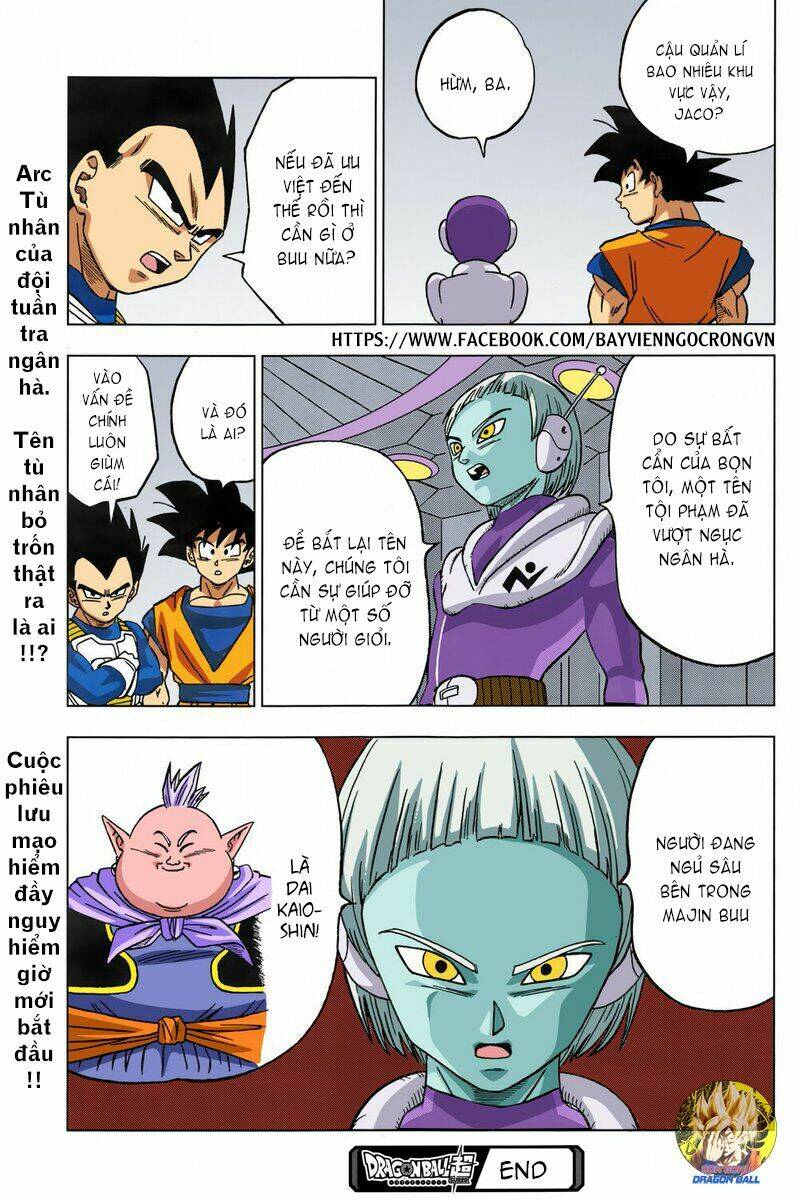 CẬU QUẢN LÍ
BAO NHIÊU KHU
VỰC VẬY,
JACO?
HỪM, BA.
NẾU ĐÃ ƯU
VIỆT ĐẾN
THẾ RỒI THÌ
CẦN GÌ Ở
BUU NỮA?
Arc
Tù
nhân
của
đội
tuần
tra
ngân
hà.
Tên
tù
nhân
bỏ
trốn
thật
ra
là ai
!!?
HTTPS://WWW.FACEBOOK.COM/BAYVIENNGOCRONGVN
DO SỰ BẤT
CẨN CỦA BỌN
TÔI, MỘT TÊN
TỘI PHẠM ĐÃ
VƯỢT NGỤC
NGÂN HÀ.
ĐỂ BẮT LẠI TÊN
NÀY, CHÚNG TÔI
CẦN SỰ GIÚP ĐỠ
TỪ MỘT SỐ
NGƯỜI GIỎI.
VÀ ĐÓ
LÀ AI?
VÀO
VẤN ĐỀ
CHÍNH
LUÔN
GIÙM
CÁI!
NGƯỜI ĐANG
NGỦ SÂU
BÊN TRONG
MAJIN BUU
LÀ
DAI
KAIO-
SHIN!
Cuộc
phiêu
lưu
mạo
hiểm
đầy
nguy
hiểm
giờ
mới
bắt
đầu
!!
DRAGON BALL超
END
DRAGON BALL